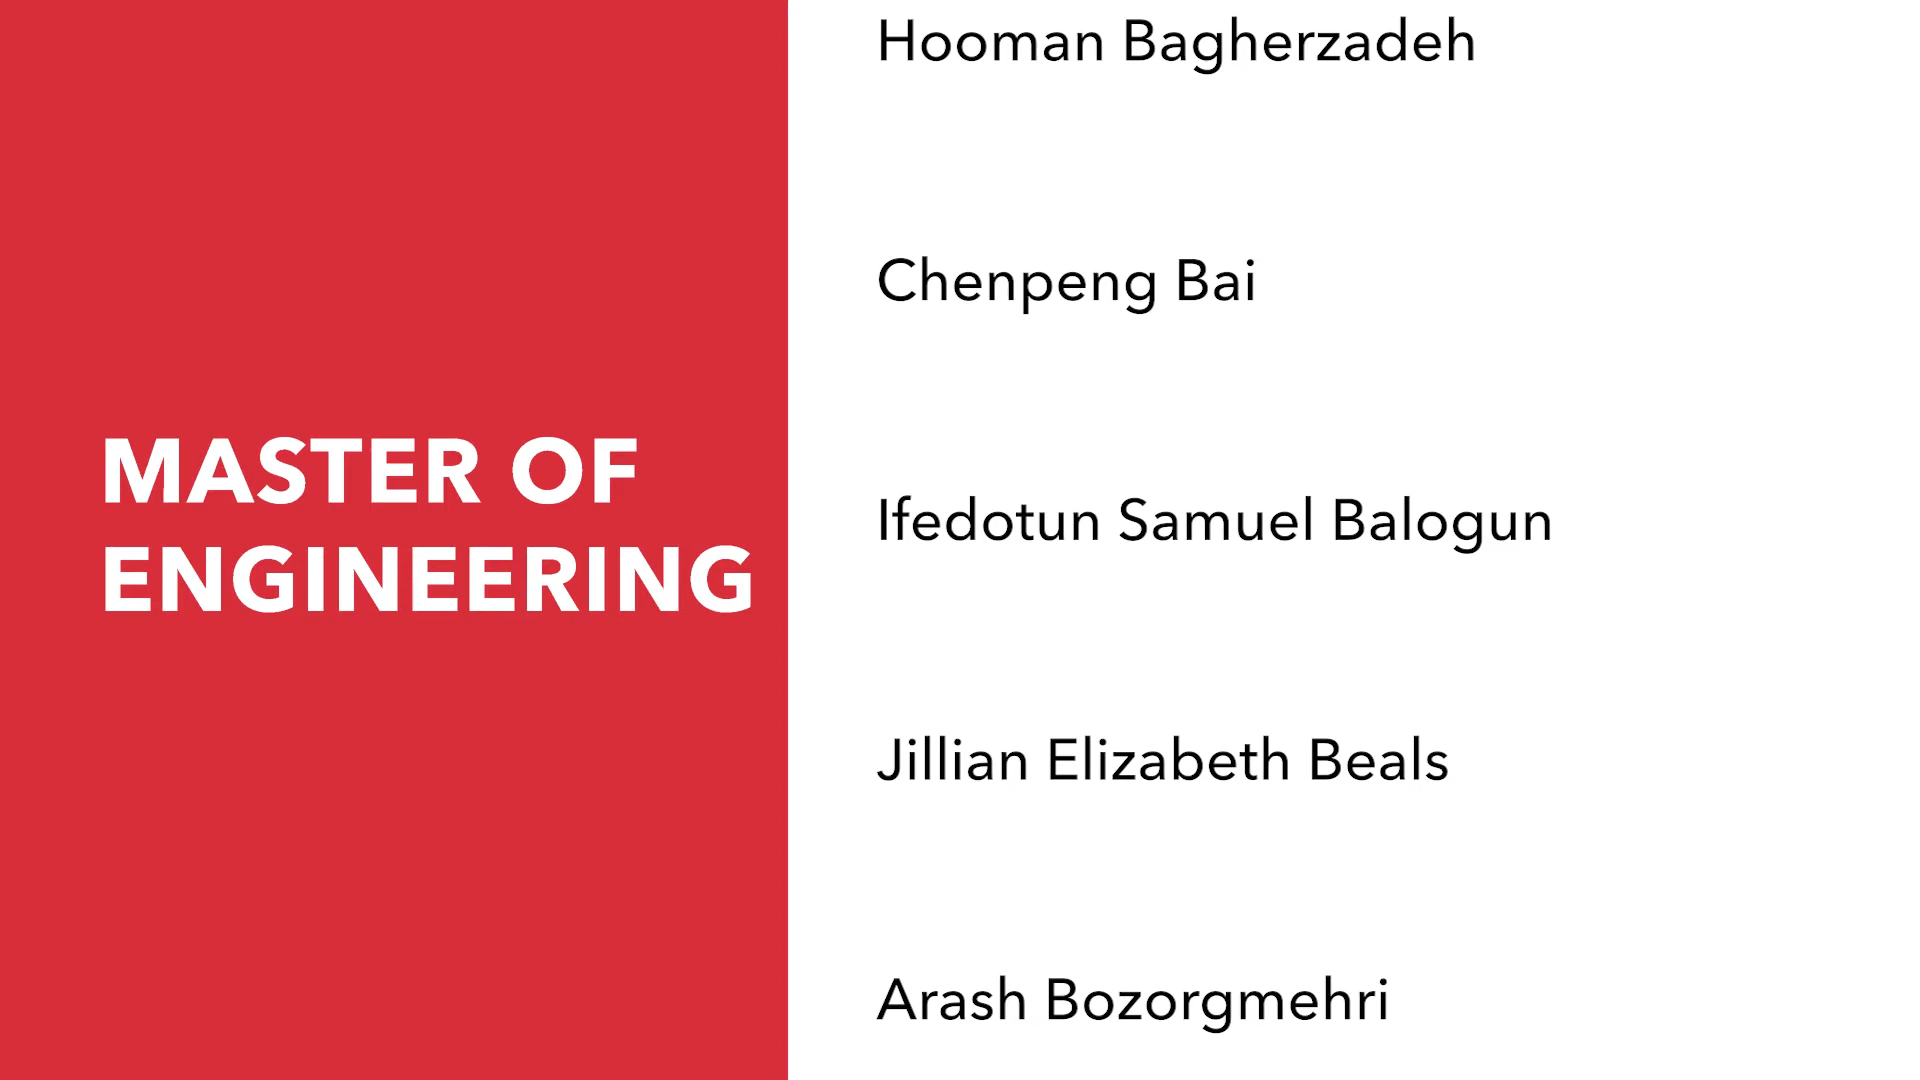 MASTER OF
ENGINEERING
Hooman Bagherzadeh
Chenpeng Bai
Ifedotun Samuel Balogun
Jillian Elizabeth Beals
Arash Bozorgmehri